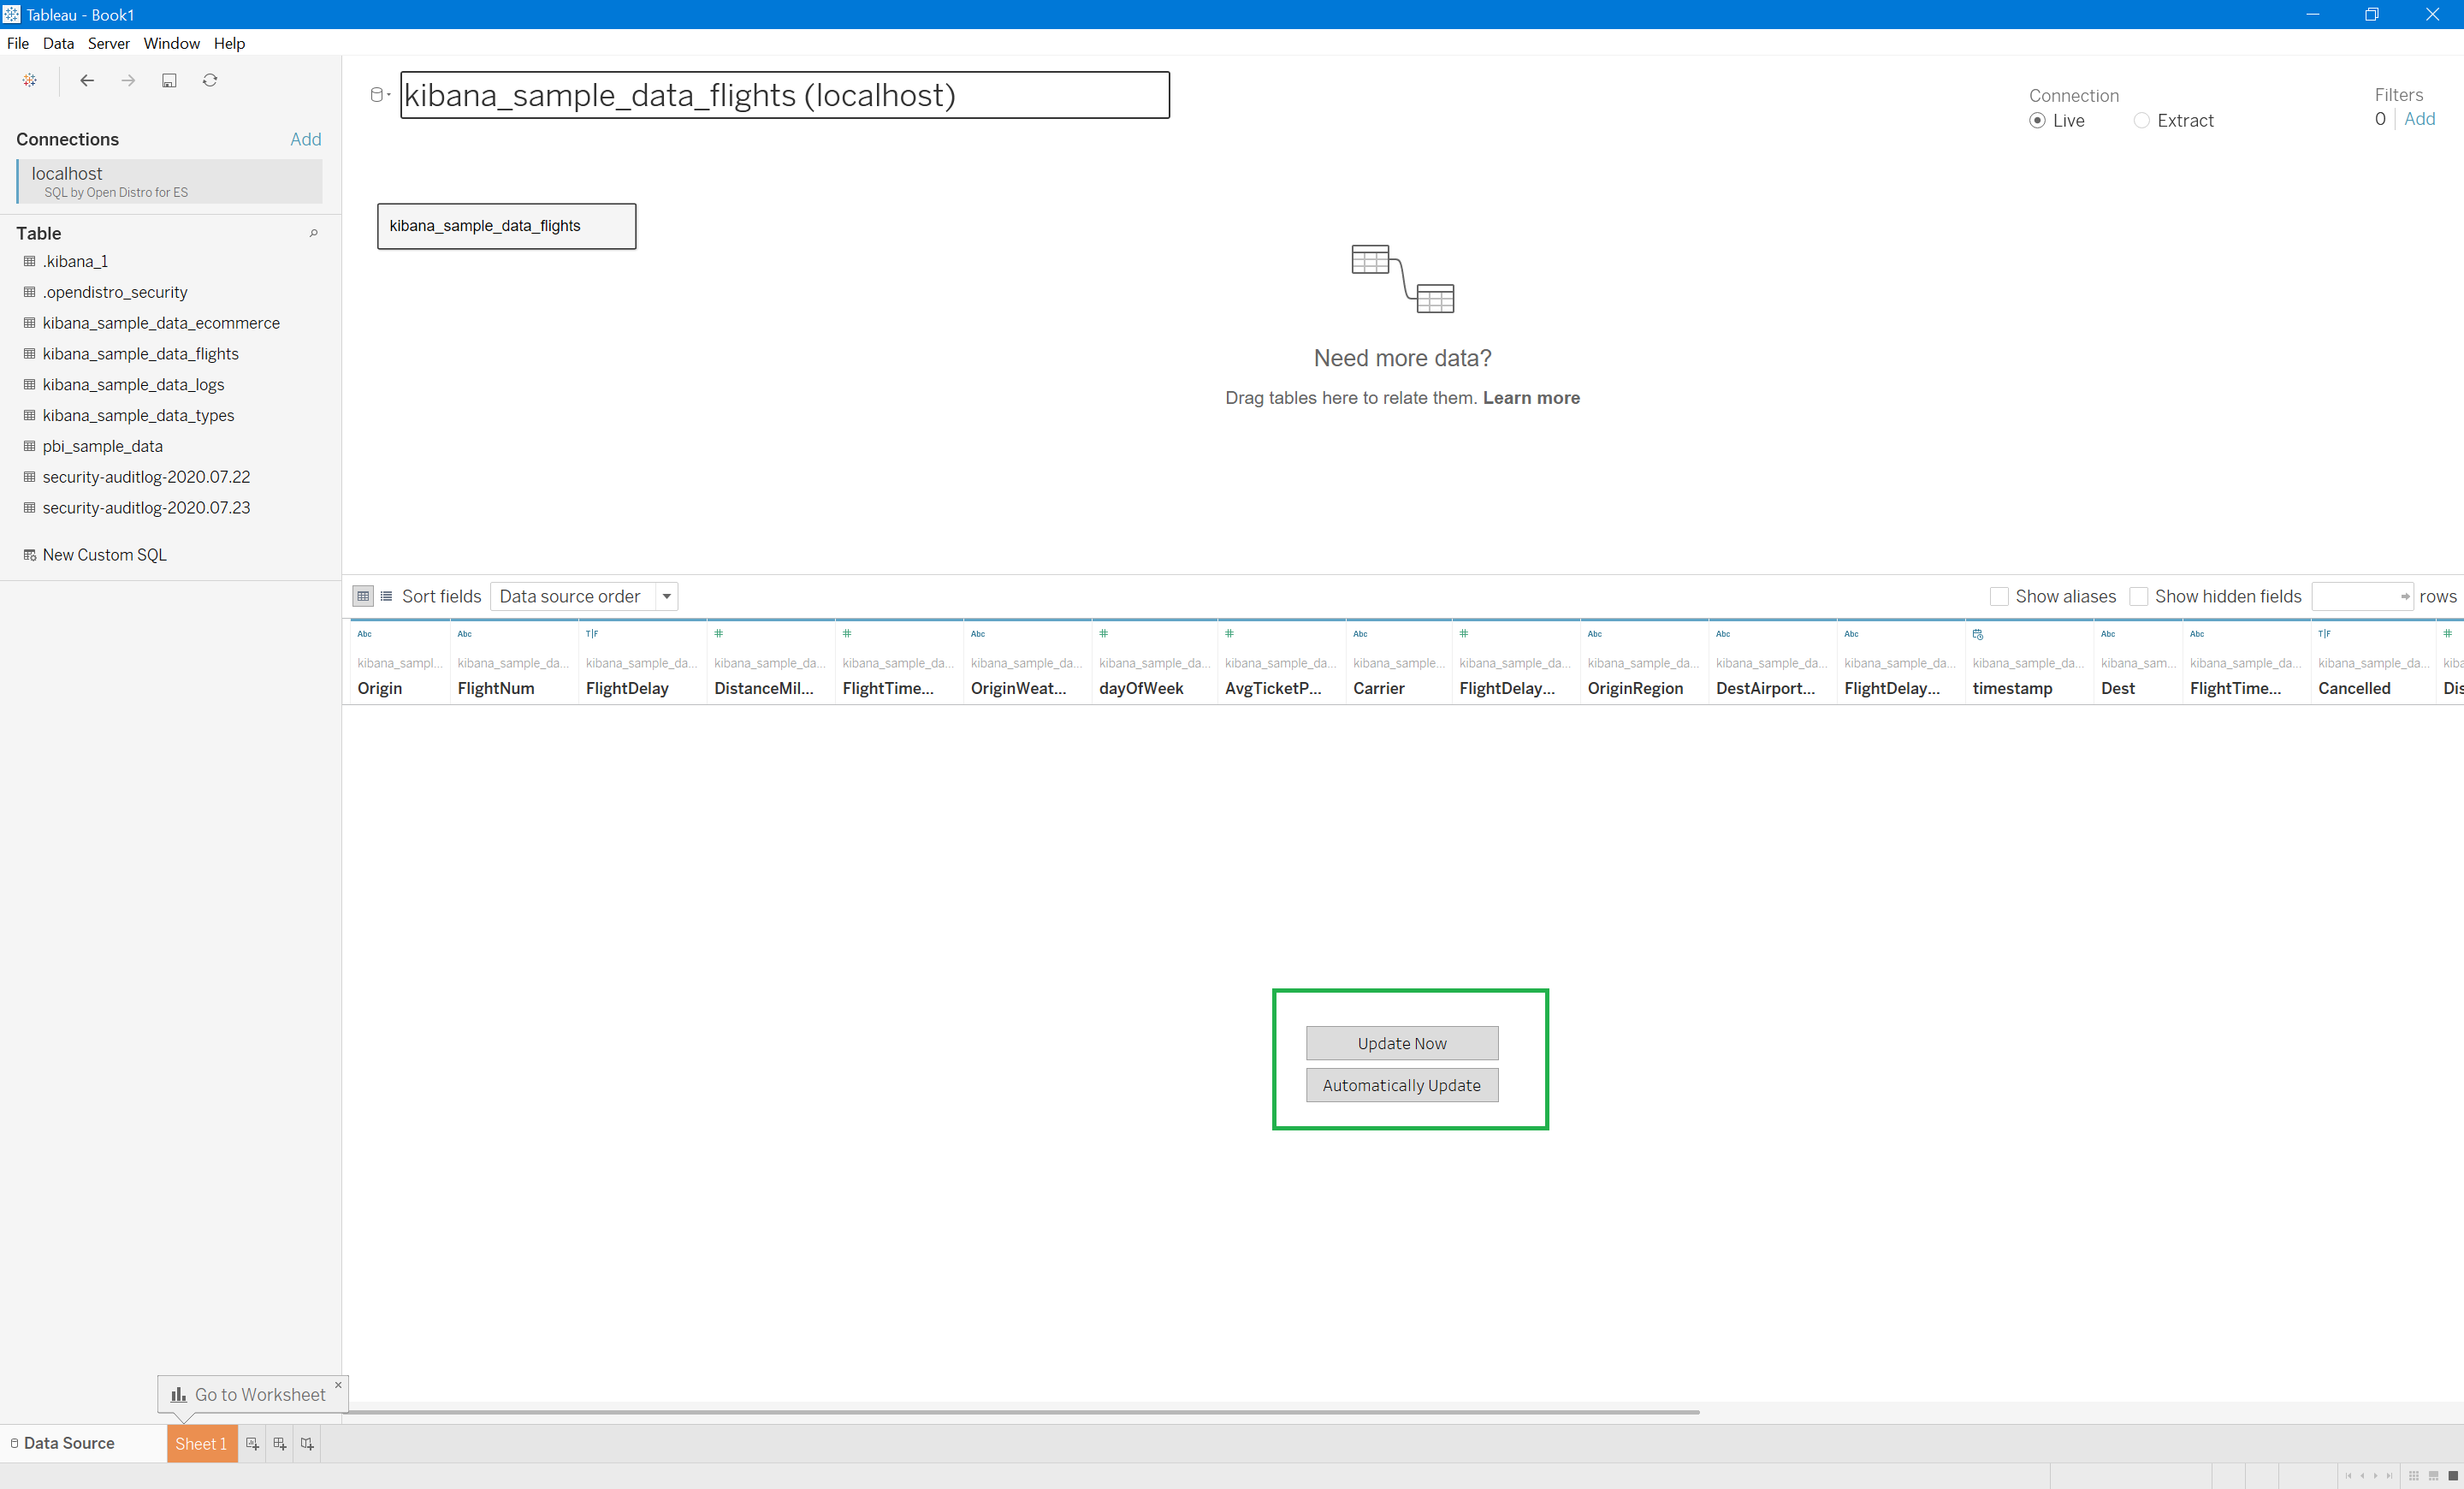 Tableau - Book1
File Data Server Window Help
Connections Add
localhost
SQL by Open Distro for ES
Table
.kibana_1
.opendistro_security
kibana_sample_data_ecommerce
kibana_sample_data_flights
kibana_sample_data_logs
kibana_sample_data_types
pbi_sample_data
security-auditlog-2020.07.22
security-auditlog-2020.07.23
New Custom SQL
kibana_sample_data_flights (localhost)
Connection
Live Extract
Filters
0 Add
kibana_sample_data_flights
Need more data?
Drag tables here to relate them. Learn more
Sort fields Data source order Show aliases Show hidden fields rows
Abc Abc T|F # # Abc # # Abc # Abc Abc Abc Abc Abc T|F #
kibana_sampl... kibana_sample_da... kibana_sample_da... kibana_sample_da... kibana_sample_da... kibana_sample_da... kibana_sample_da... kibana_sample_da... kibana_sample... kibana_sample_da... kibana_sample_da... kibana_sample_da... kibana_sample_da... kibana_sample_da... kibana_sam... kibana_sample_da... kibana_sample_da... kiba
Origin FlightNum FlightDelay DistanceMil... FlightTime... OriginWeat... dayOfWeek AvgTicketP... Carrier FlightDelay... OriginRegion DestAirport... FlightDelay... timestamp Dest FlightTime... Cancelled Dis
Update Now
Automatically Update
Go to Worksheet
Data Source Sheet 1